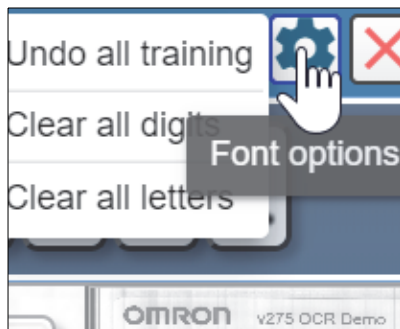 Undo all training
Clear all digits
Font options
Clear all letters
OMRON v275 OCR Demo